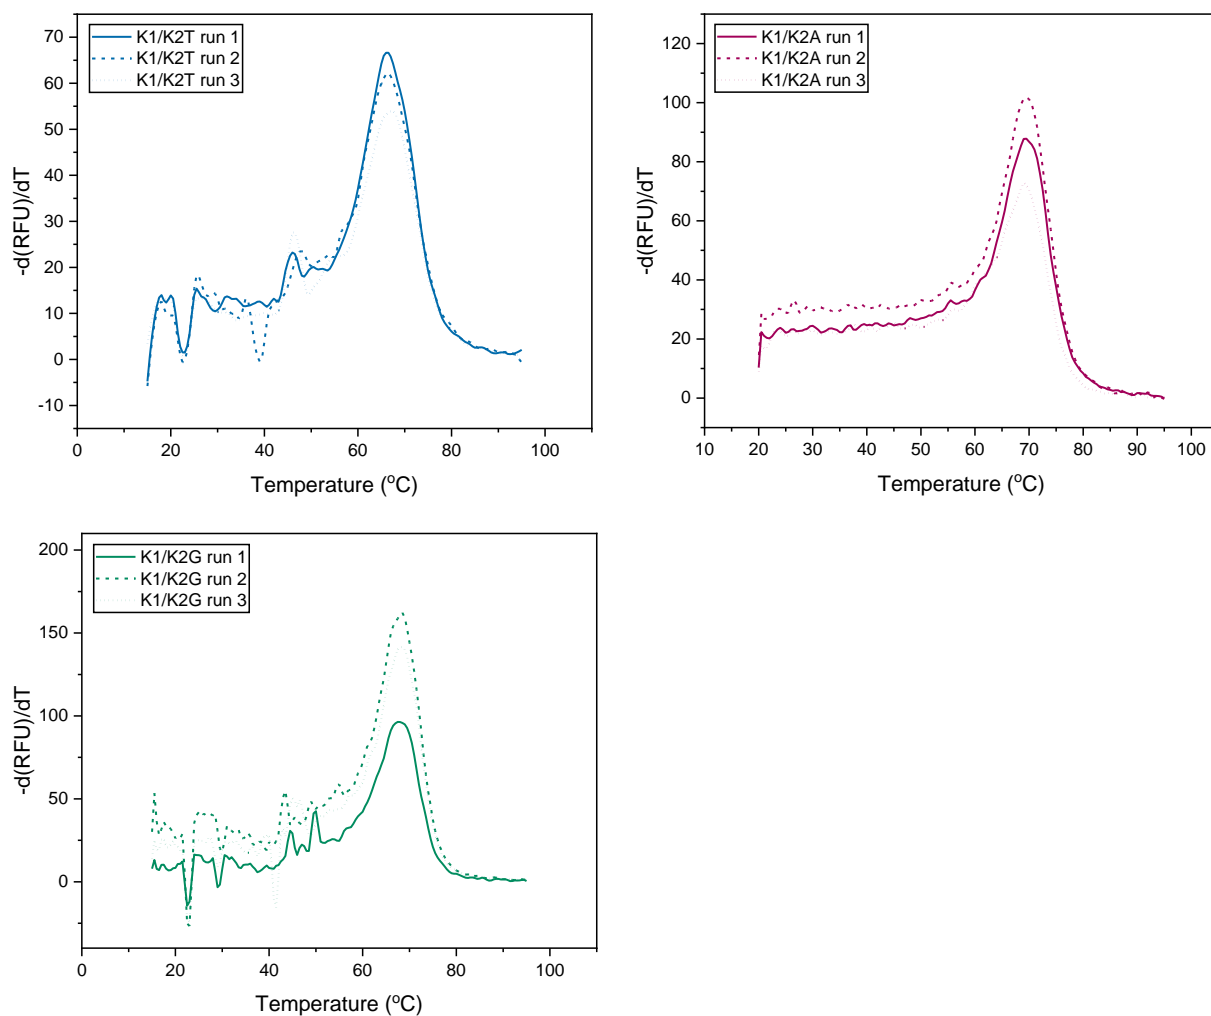 K1/K2T run 1
K1/K2T run 2
K1/K2T run 3
70
60
50
40
30
20
10
0
-10
-d(RFU)/dT
0
20
40
60
80
100
Temperature (°C)
K1/K2A run 1
K1/K2A run 2
K1/K2A run 3
120
100
80
60
40
20
0
-d(RFU)/dT
10
20
30
40
50
60
70
80
90
100
Temperature (°C)
K1/K2G run 1
K1/K2G run 2
K1/K2G run 3
200
150
100
50
0
-d(RFU)/dT
0
20
40
60
80
100
Temperature (°C)